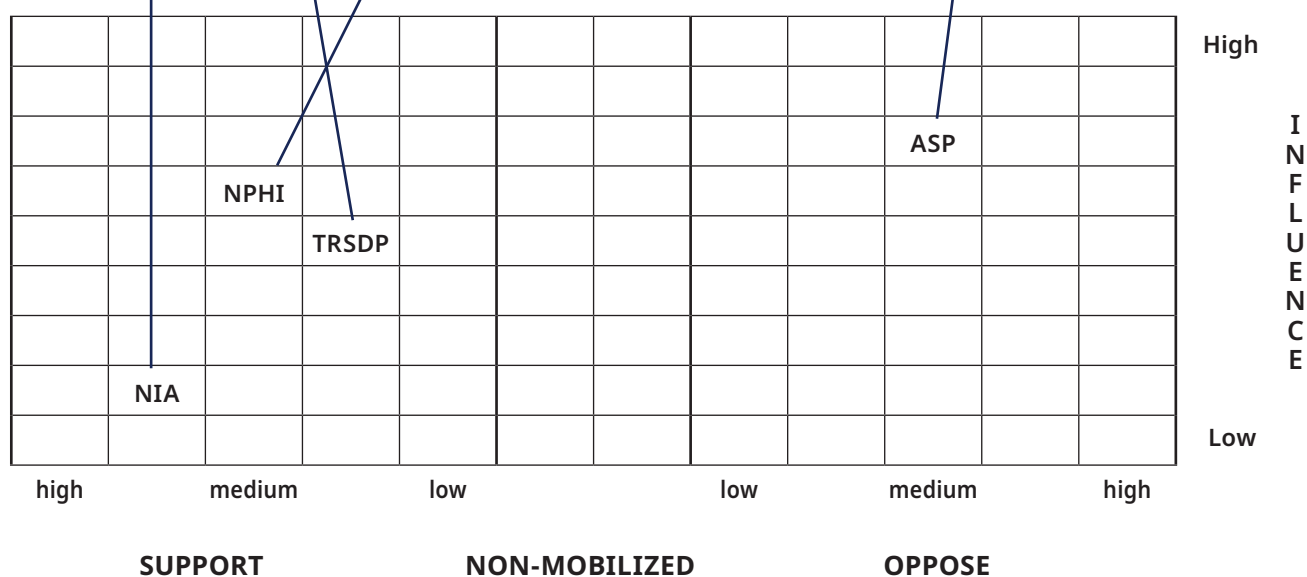 High
ASP
NPHI
TRSDP
NIA
Low
I
N
F
L
U
E
N
C
E
high medium low low medium high
SUPPORT NON-MOBILIZED OPPOSE